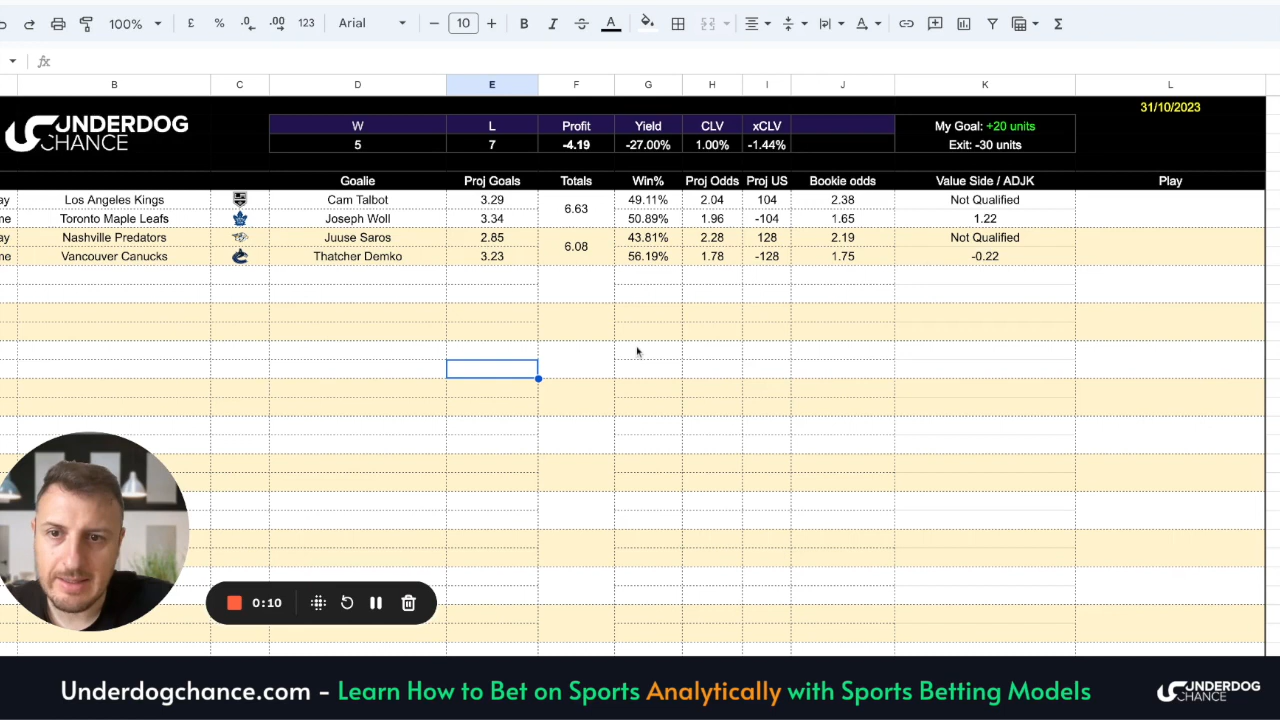 100% £ % .0 .00 123 Arial − 10 + B I S A Σ
fx
B C D E F G H I J K L
31/10/2023
UNDERDOG CHANCE
W L Profit Yield CLV xCLV My Goal: +20 units
5 7 -4.19 -27.00% 1.00% -1.44% Exit: -30 units
Goalie Proj Goals Totals Win% Proj Odds Proj US Bookie odds Value Side / ADJK Play
ay Los Angeles Kings Cam Talbot 3.29 6.63 49.11% 2.04 104 2.38 Not Qualified
me Toronto Maple Leafs Joseph Woll 3.34 50.89% 1.96 -104 1.65 1.22
ay Nashville Predators Juuse Saros 2.85 6.08 43.81% 2.28 128 2.19 Not Qualified
me Vancouver Canucks Thatcher Demko 3.23 56.19% 1.78 -128 1.75 -0.22
0:10
Underdogchance.com - Learn How to Bet on Sports Analytically with Sports Betting Models
UNDERDOG CHANCE